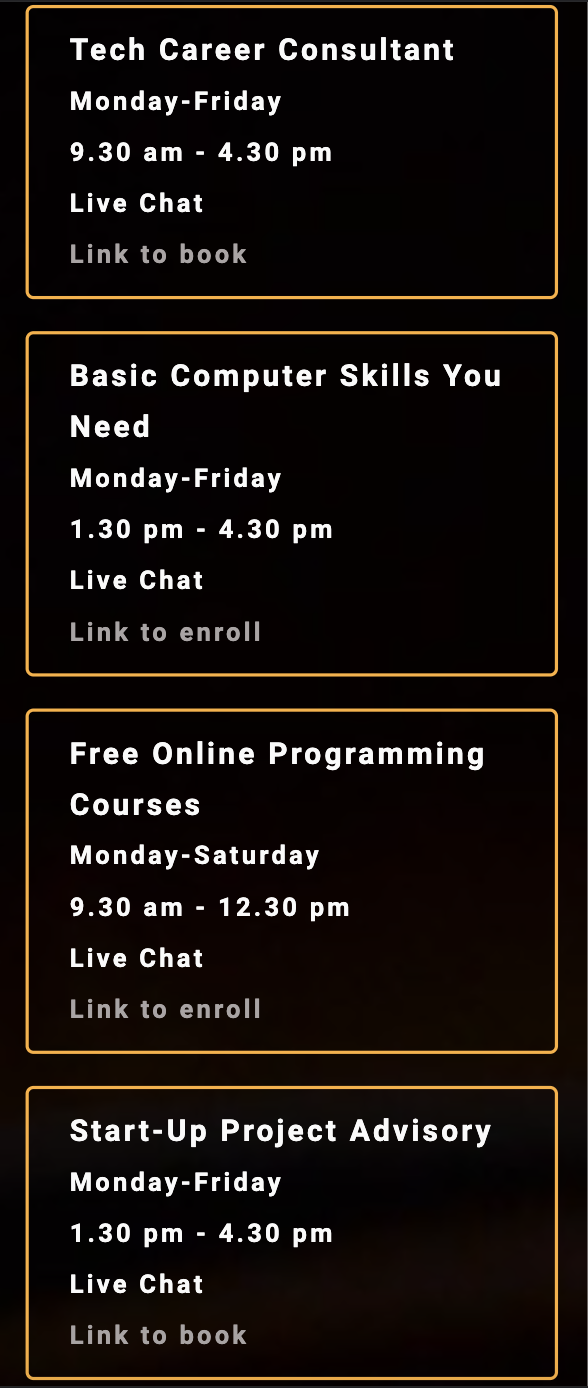 Tech Career Consultant
Monday-Friday
9.30 am - 4.30 pm
Live Chat
Link to book
Basic Computer Skills You
Need
Monday-Friday
1.30 pm - 4.30 pm
Live Chat
Link to enroll
Free Online Programming
Courses
Monday-Saturday
9.30 am - 12.30 pm
Live Chat
Link to enroll
Start-Up Project Advisory
Monday-Friday
1.30 pm - 4.30 pm
Live Chat
Link to book